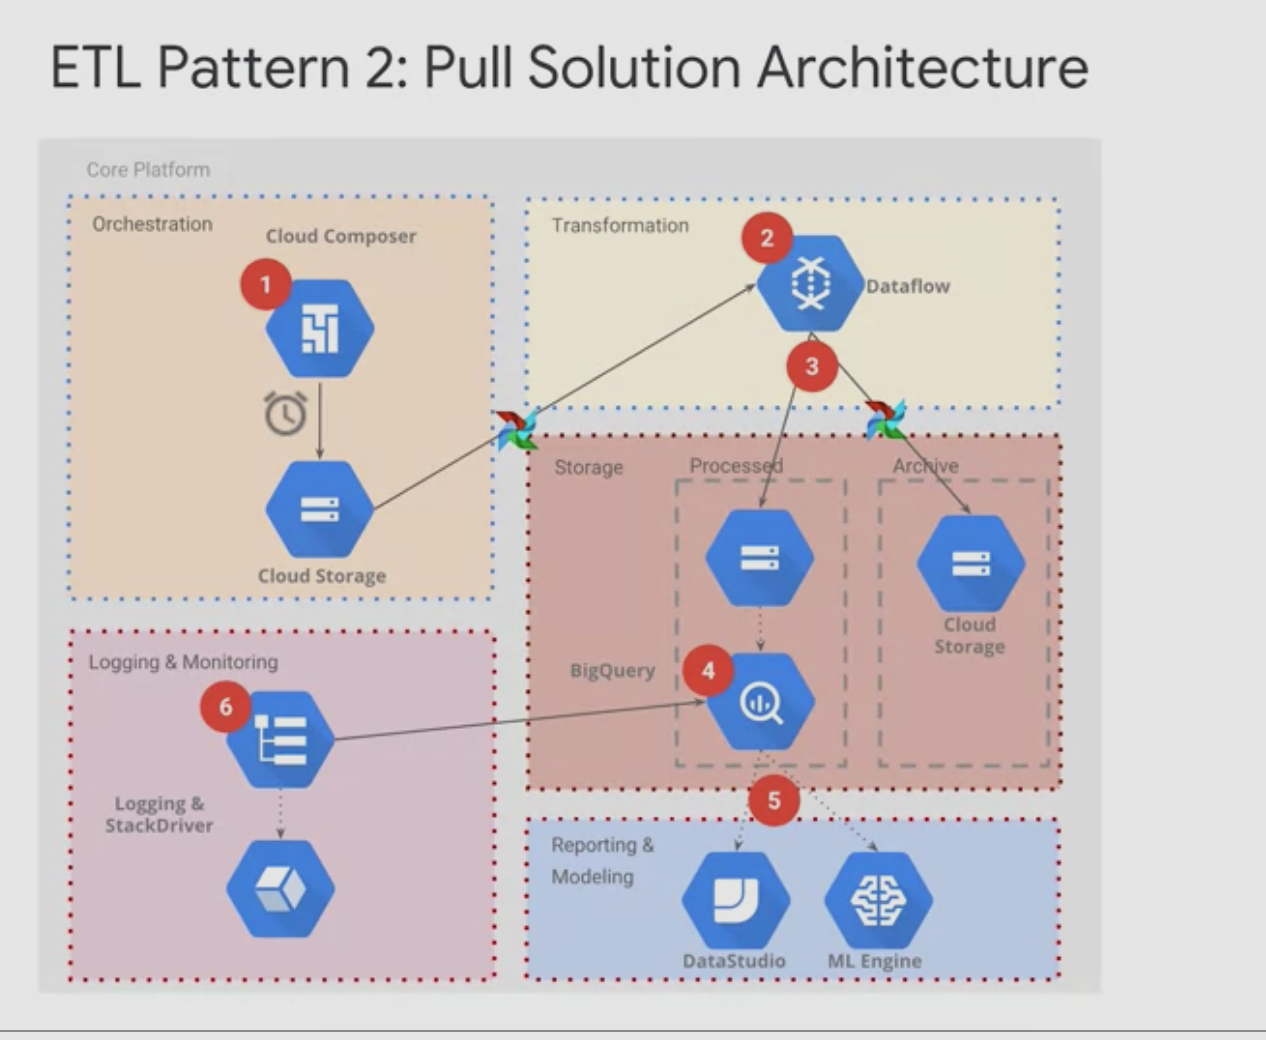 ETL Pattern 2: Pull Solution Architecture
Core Platform
Orchestration
Cloud Composer
1
Cloud Storage
Transformation
2
Dataflow
3
Storage
Processed
Archive
Cloud
Storage
BigQuery
4
Logging & Monitoring
6
Logging &
StackDriver
5
Reporting &
Modeling
DataStudio
ML Engine